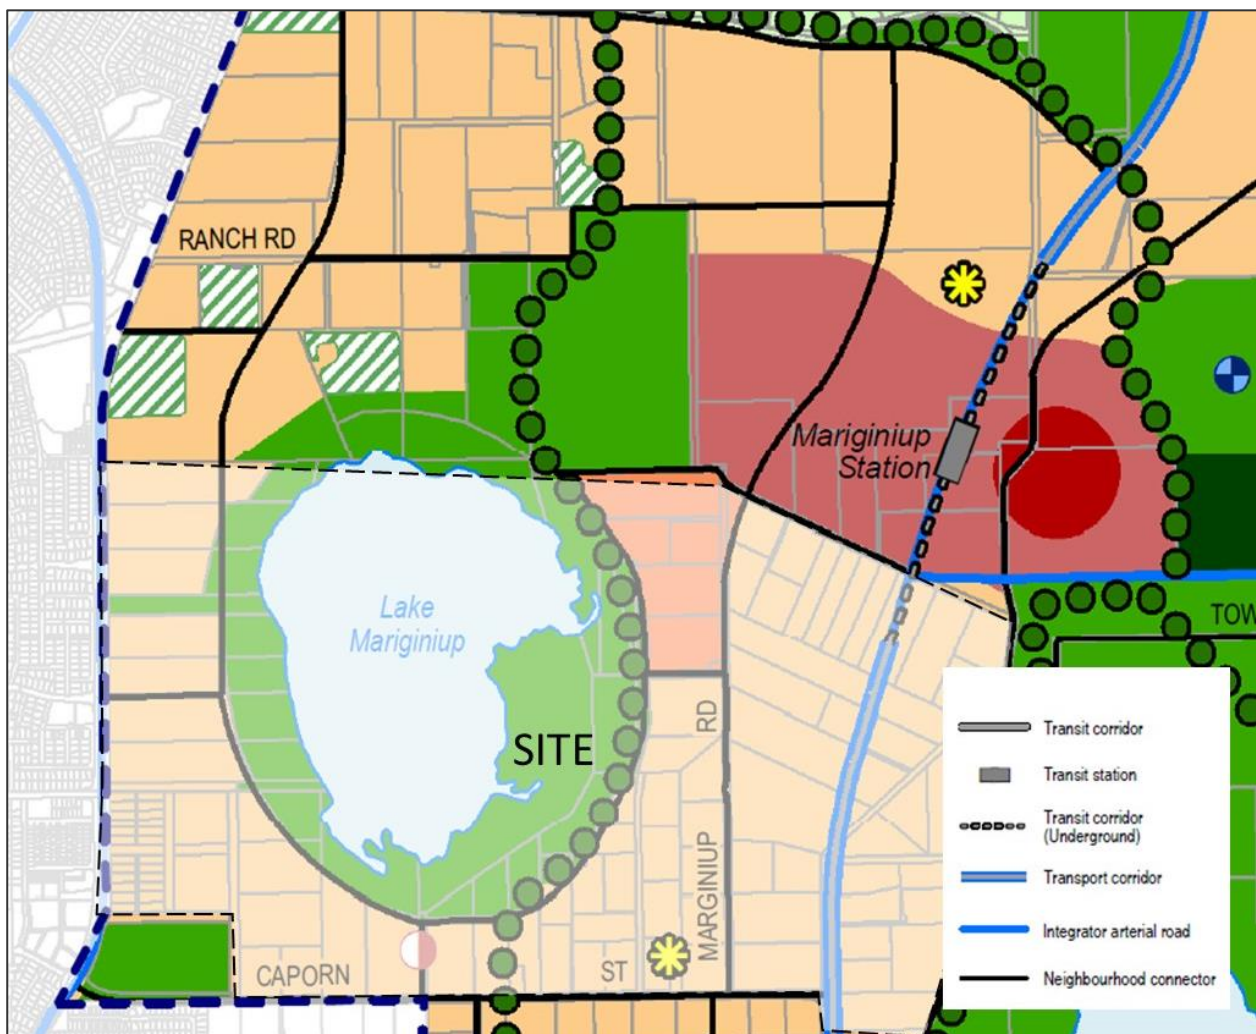 RANCH RD
Mariginiup
Station
Lake
Mariginiup
SITE
TOW
MARGINIUP RD
CAPORN ST
Transit corridor
Transit station
Transit corridor
(Underground)
Transport corridor
Integrator arterial road
Neighbourhood connector